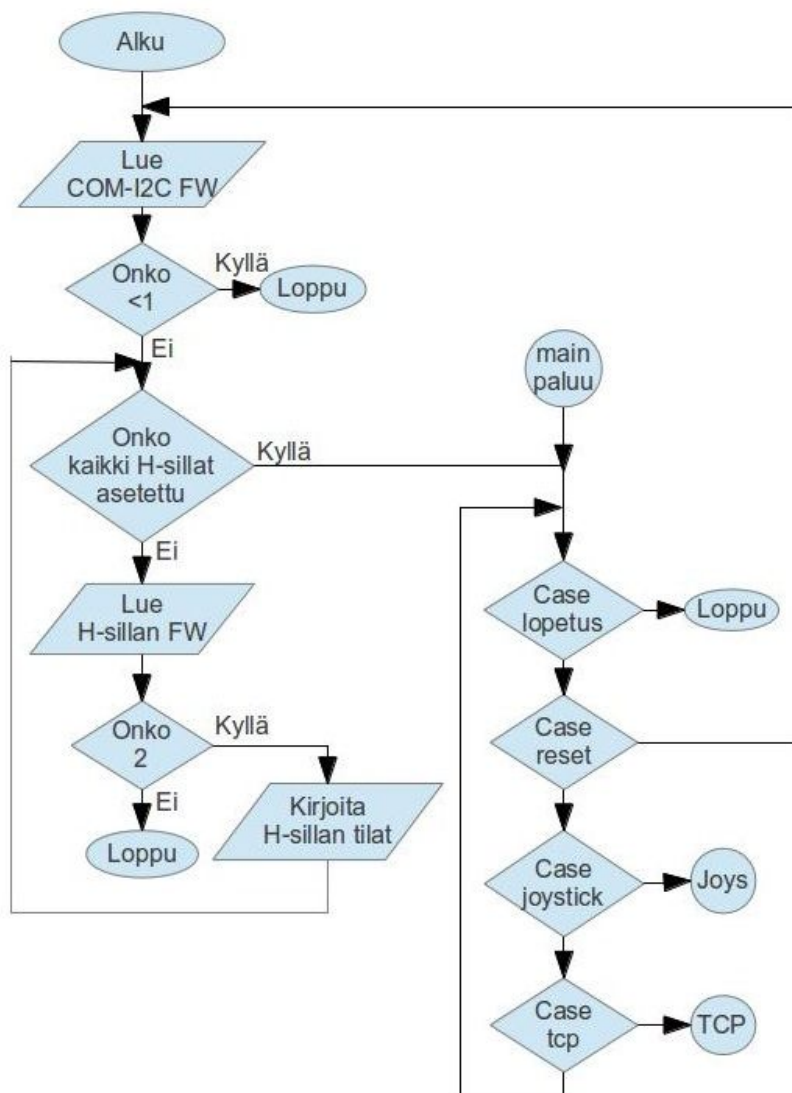 Alku
Lue
COM-I2C FW
Onko
<1
Kyllä
Loppu
Ei
Onko
kaikki H-sillat
asetettu
Kyllä
Ei
Lue
H-sillan FW
Onko
2
Kyllä
Ei
Loppu
Kirjoita
H-sillan tilat
main
paluu
Case
lopetus
Loppu
Case
reset
Case
joystick
Joys
Case
tcp
TCP